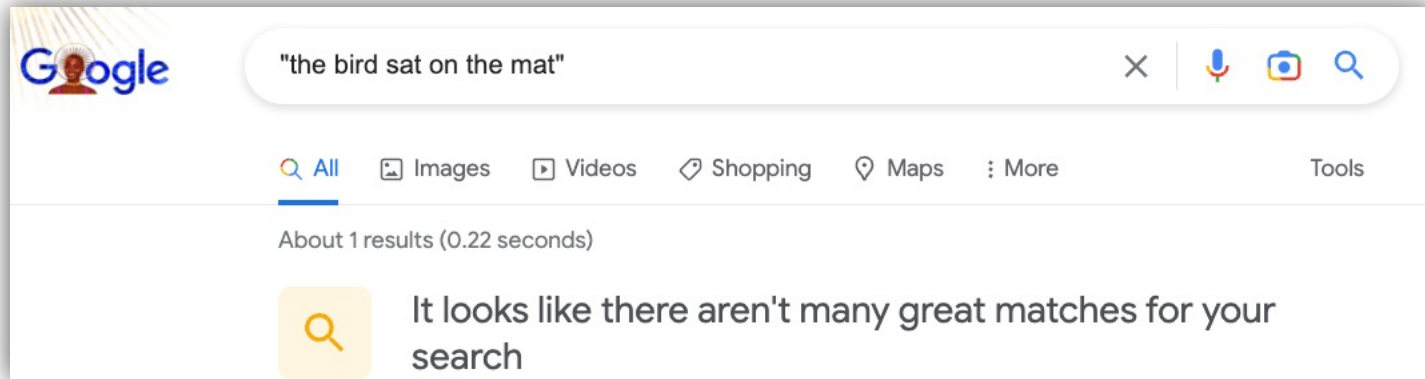 Google
"the bird sat on the mat"
All Images Videos Shopping Maps More Tools
About 1 results (0.22 seconds)
It looks like there aren't many great matches for your
search